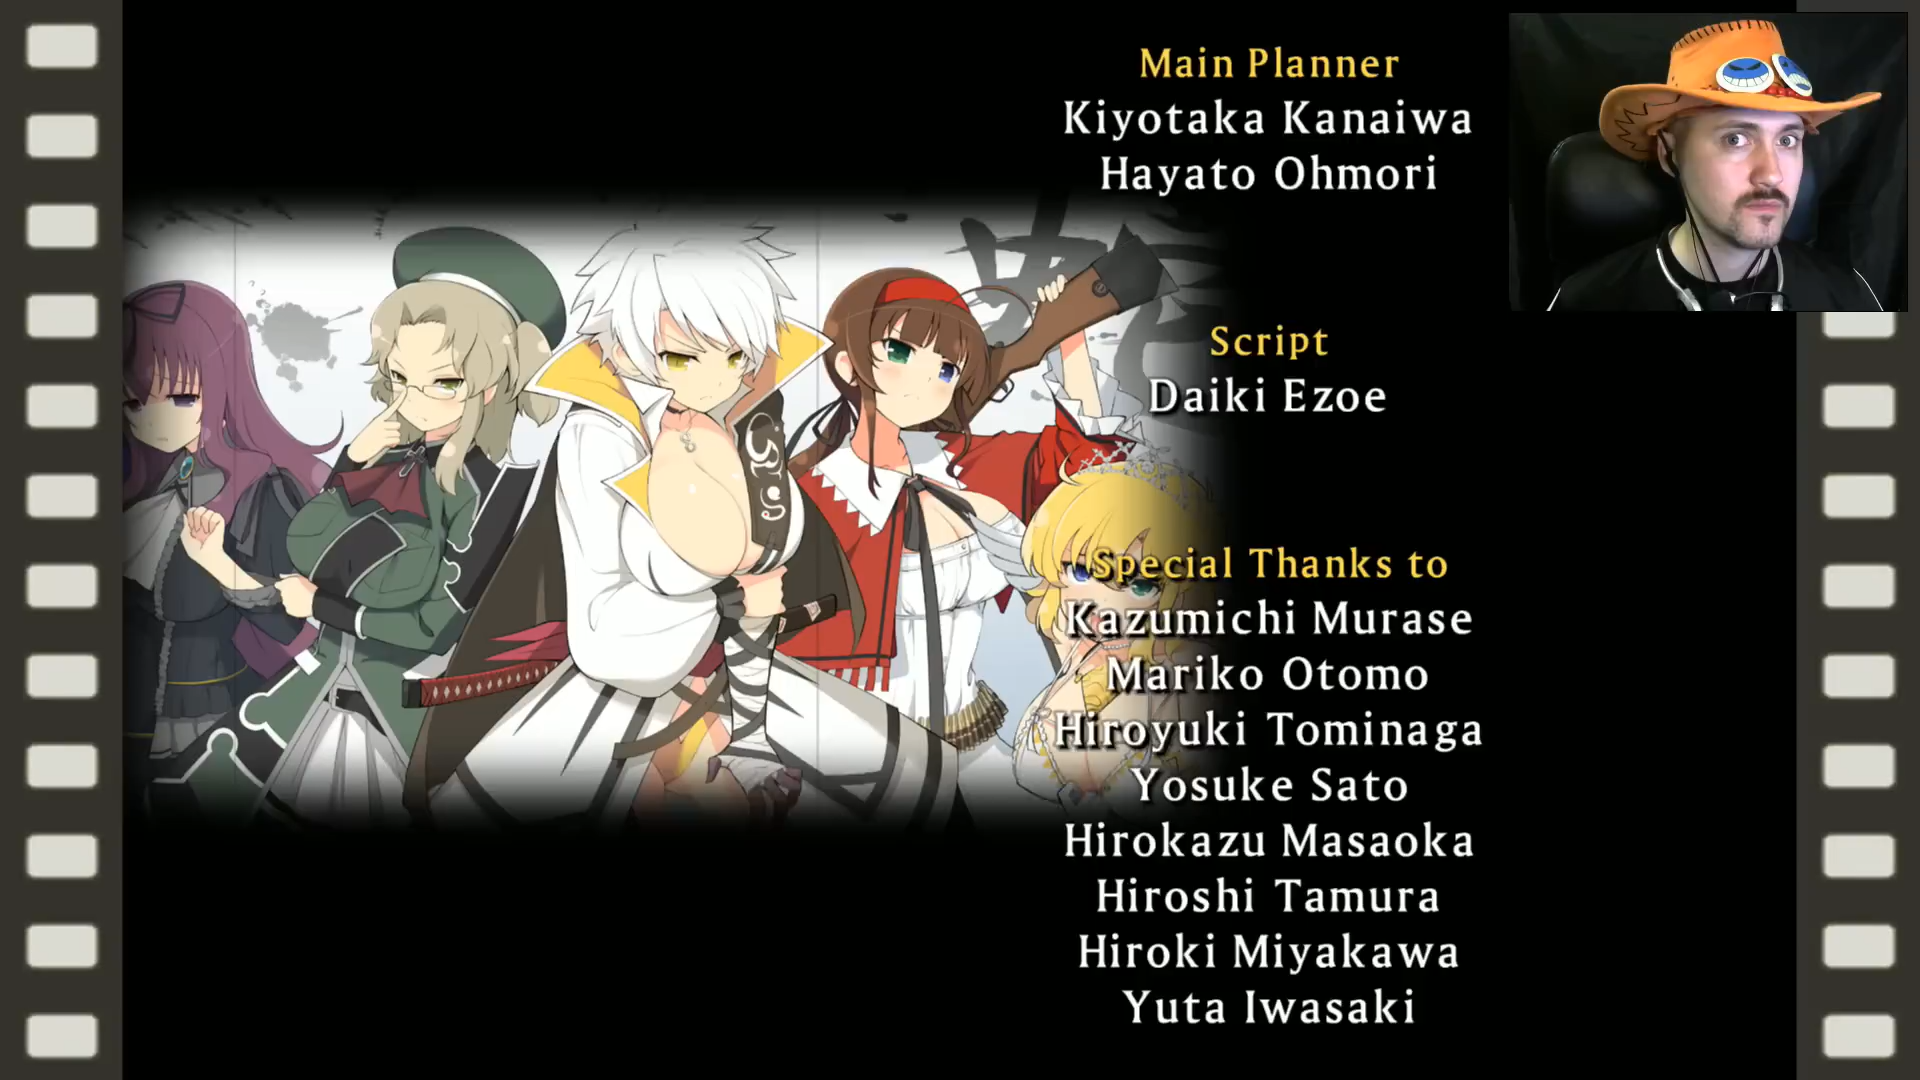 Main Planner
Kiyotaka Kanaiwa
Hayato Ohmori
Script
Daiki Ezoe
Special Thanks to
Kazumichi Murase
Mariko Otomo
Hiroyuki Tominaga
Yosuke Sato
Hirokazu Masaoka
Hiroshi Tamura
Hiroki Miyakawa
Yuta Iwasaki